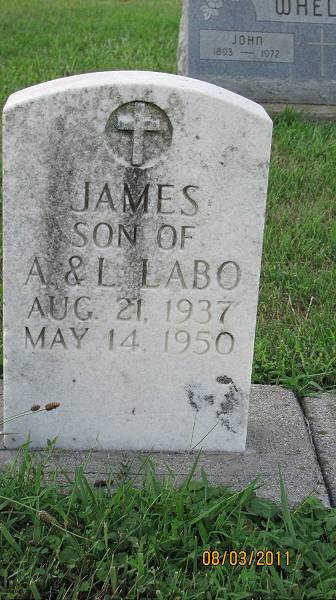 JOHN
1893 - 1972
JAMES
SON OF
A. & L. LABO
AUG. 21, 1937
MAY 14, 1950
08/03/2011